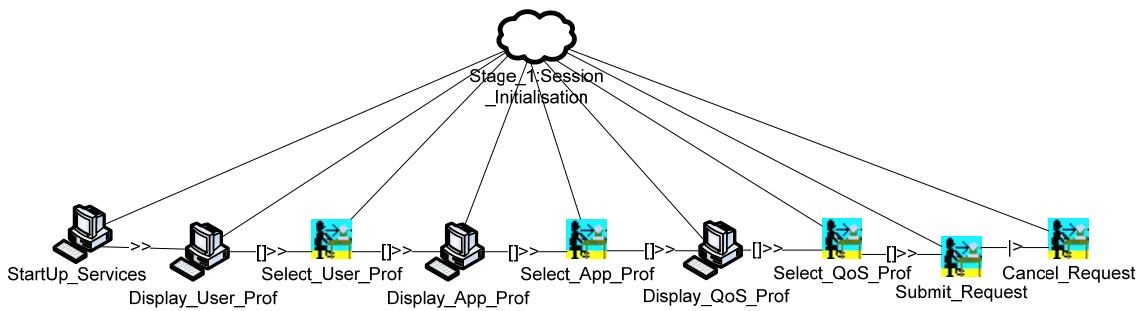 Stage_1:Session
_Initialisation
>> []>> []>> []>> []>> []>> []>> []>> |>
StartUp_Services
Display_User_Prof
Select_User_Prof
Display_App_Prof
Select_App_Prof
Display_QoS_Prof
Select_QoS_Prof
Submit_Request
Cancel_Request